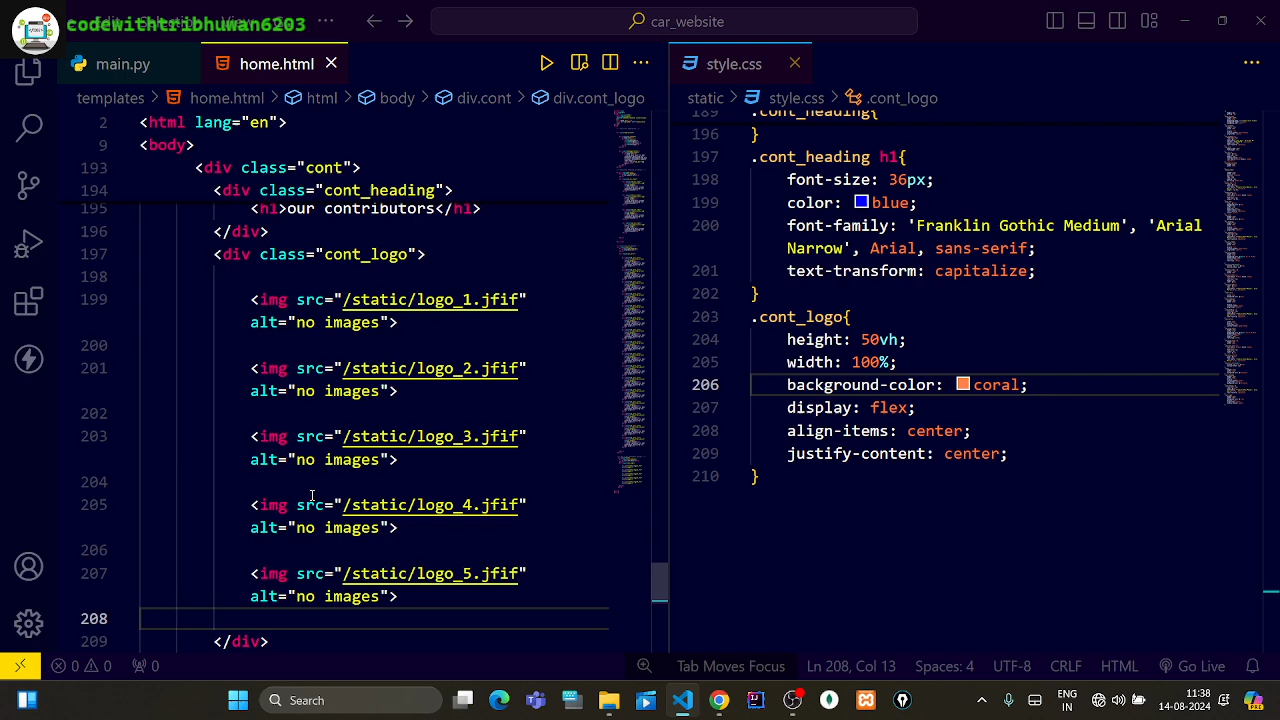 codewithtribhuwan6203
car_website
main.py
home.html
style.css
templates > home.html > html > body > div.cont > div.cont_logo
static > style.css > .cont_logo
2 <html lang="en">
9 <body>
193 <div class="cont">
194 <div class="cont_heading">
195 <h1>our contributors</h1>
196 </div>
197 <div class="cont_logo">
198
199 <img src="/static/logo_1.jfif"
alt="no images">
200
201 <img src="/static/logo_2.jfif"
alt="no images">
202
203 <img src="/static/logo_3.jfif"
alt="no images">
204
205 <img src="/static/logo_4.jfif"
alt="no images">
206
207 <img src="/static/logo_5.jfif"
alt="no images">
208
209 </div>
189 .cont_heading{
196 }
197 .cont_heading h1{
198 font-size: 36px;
199 color: blue;
200 font-family: 'Franklin Gothic Medium', 'Arial
Narrow', Arial, sans-serif;
201 text-transform: capitalize;
202 }
203 .cont_logo{
204 height: 50vh;
205 width: 100%;
206 background-color: coral;
207 display: flex;
208 align-items: center;
209 justify-content: center;
210 }
0 0 0 Tab Moves Focus Ln 208, Col 13 Spaces: 4 UTF-8 CRLF HTML Go Live
Search
ENG
IN
11:38
14-08-2024